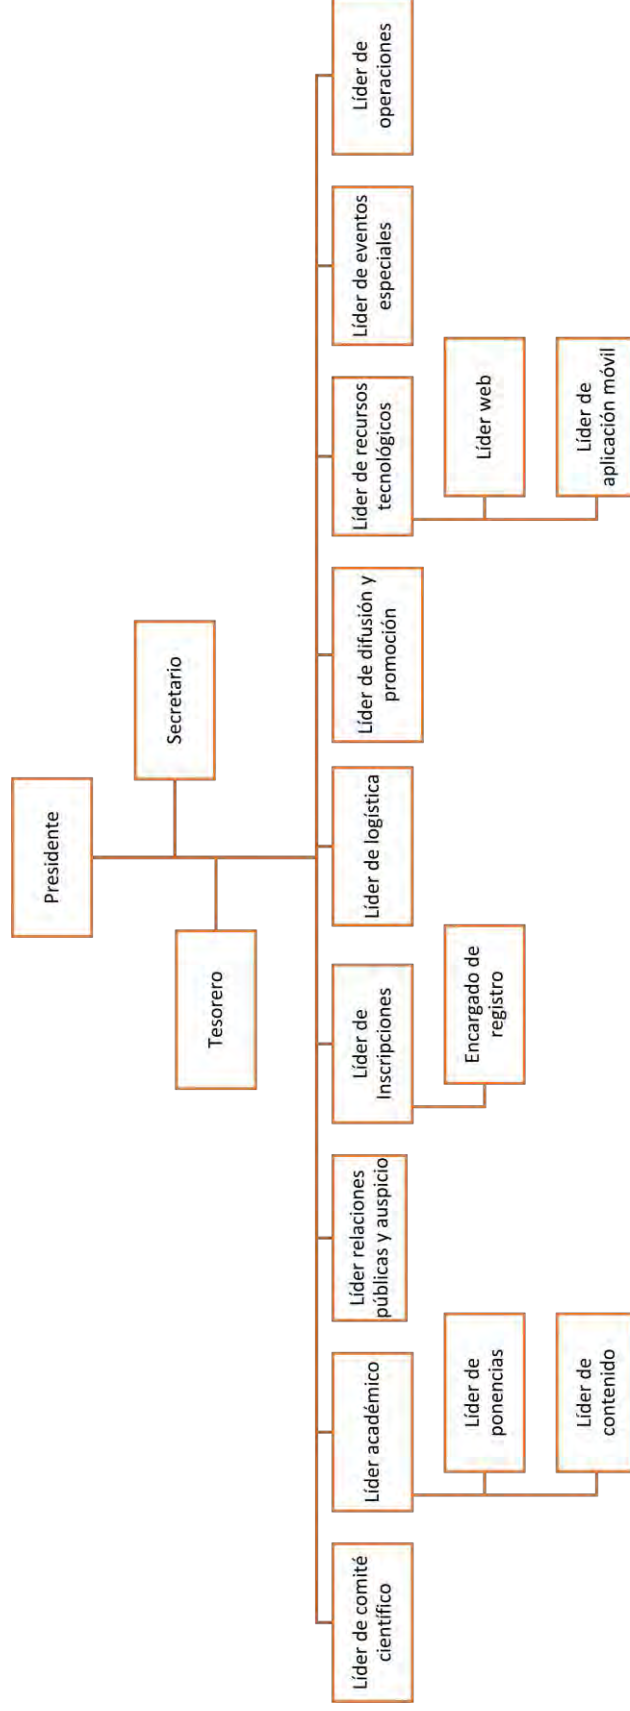 Presidente
Secretario
Tesorero
Líder de comité
científico
Líder académico
Líder relaciones
públicas y auspicio
Líder de
Inscripciones
Líder de logística
Líder de difusión y
promoción
Líder de recursos
tecnológicos
Líder de eventos
especiales
Líder de
operaciones
Líder de
ponencias
Encargado de
registro
Líder web
Líder de
contenido
Líder de
aplicación móvil